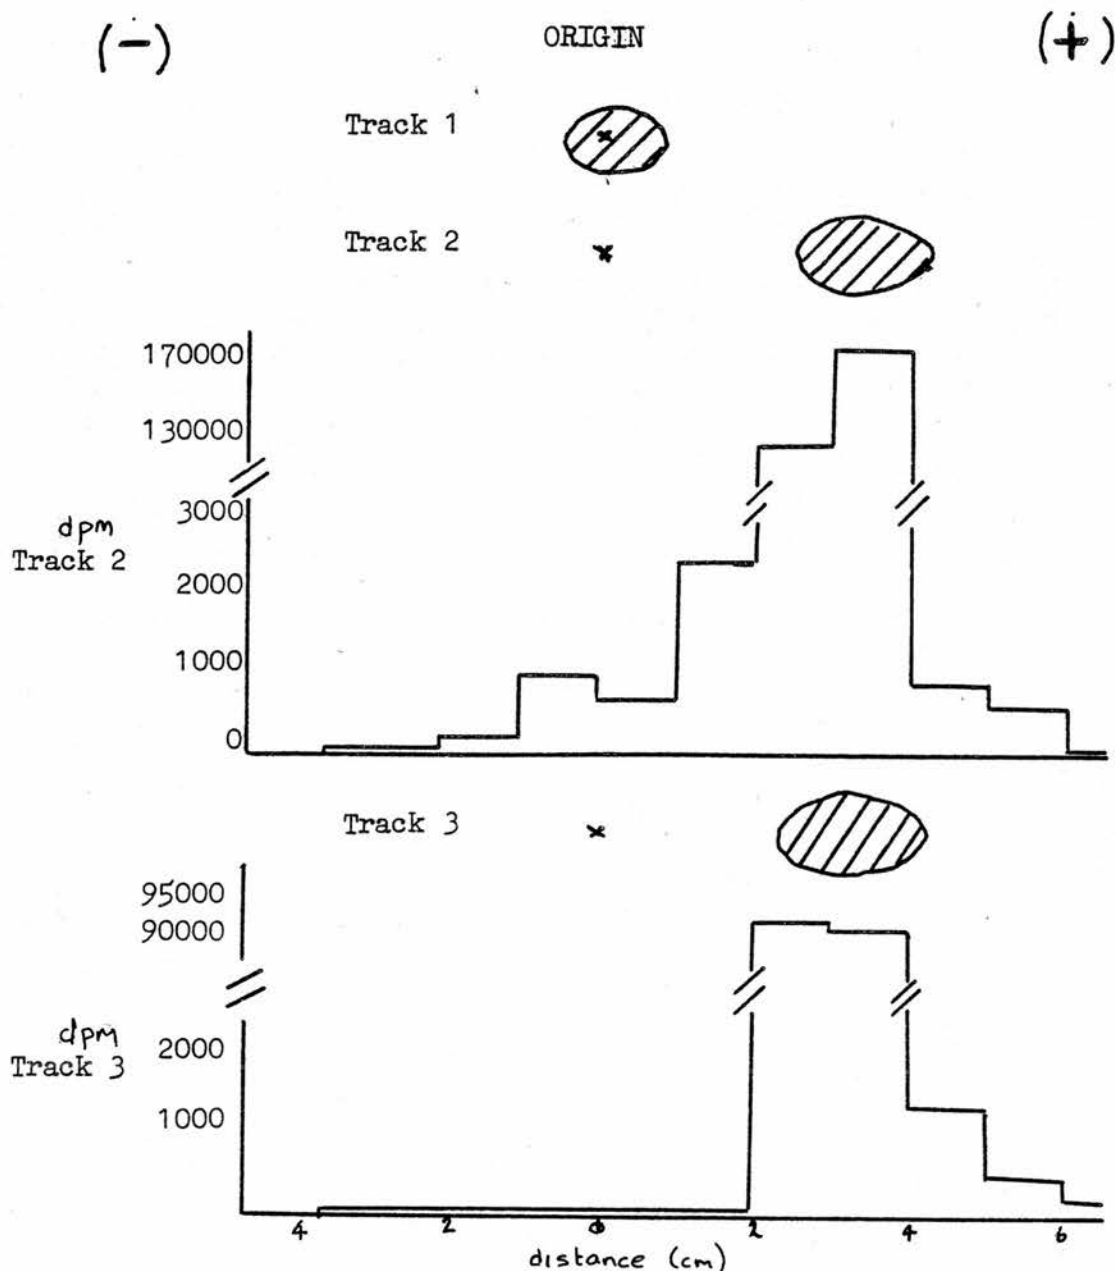 (-) ORIGIN (+)
Track 1
Track 2
170000
130000
3000
dpm
Track 2
2000
1000
0
Track 3
95000
90000
dpm
Track 3
2000
1000
4 2 0 2 4 6
distance (cm)